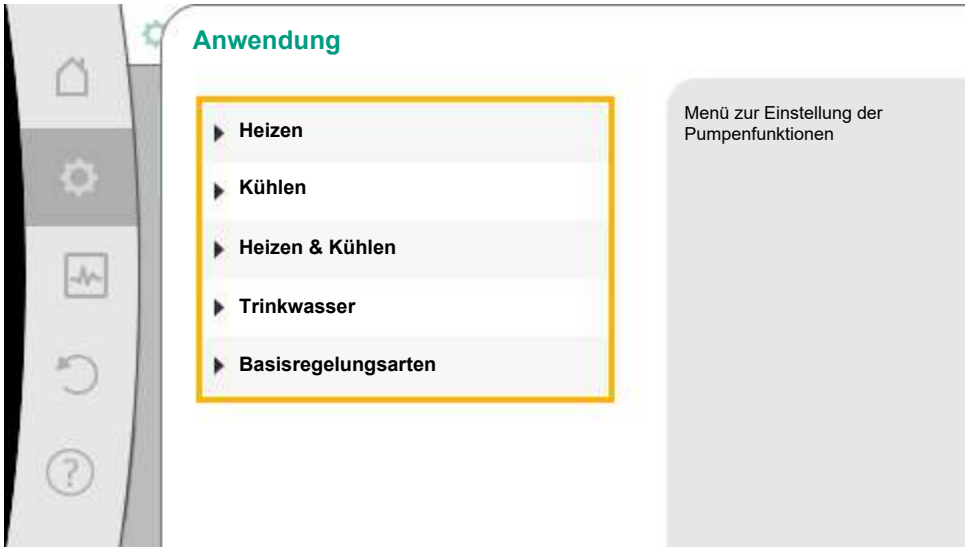 Anwendung
Heizen
Kühlen
Heizen & Kühlen
Trinkwasser
Basisregelungsarten
Menü zur Einstellung der
Pumpenfunktionen
?